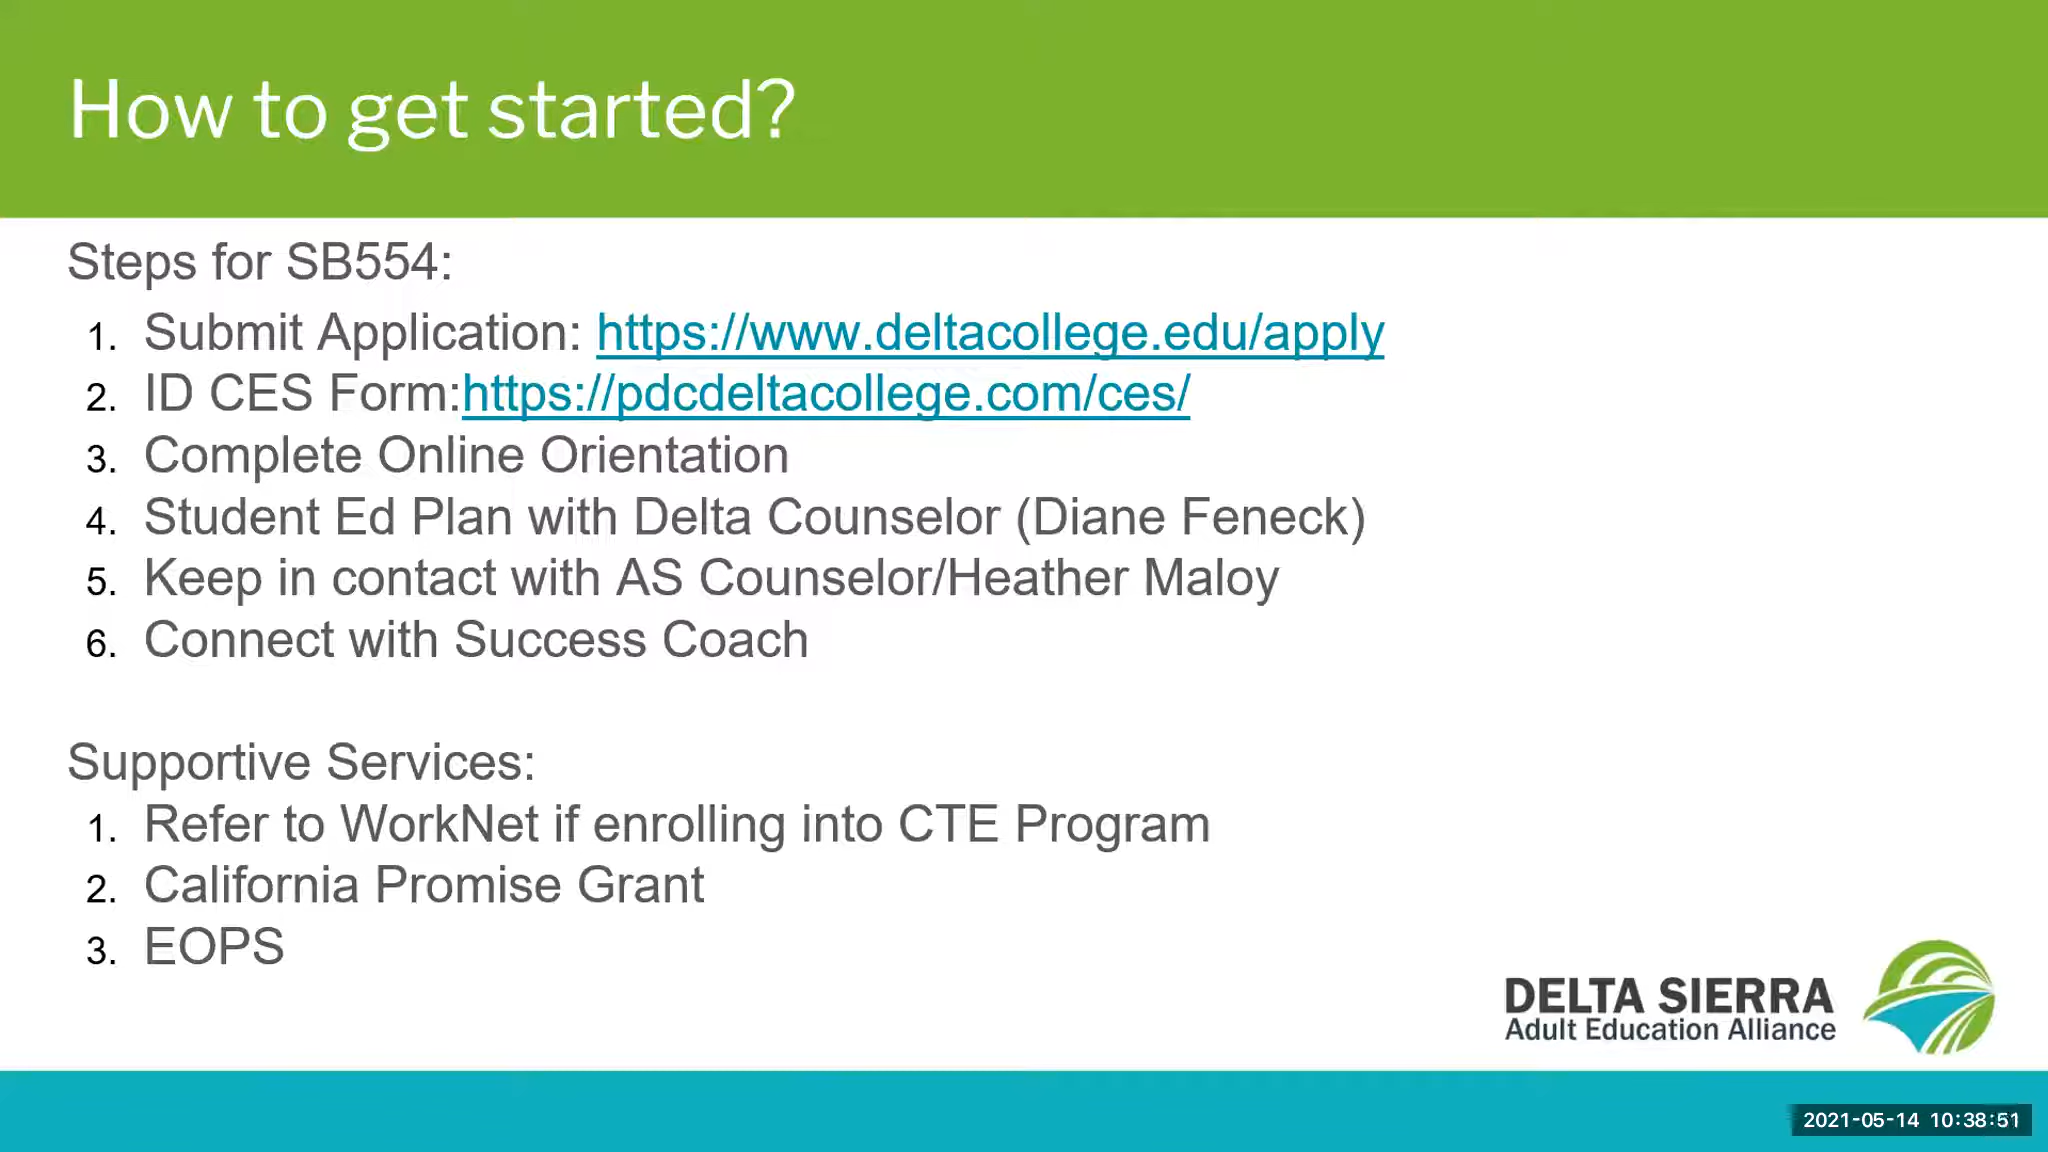 How to get started?
Steps for SB554:
1. Submit Application: https://www.deltacollege.edu/apply
2. ID CES Form:https://pdcdeltacollege.com/ces/
3. Complete Online Orientation
4. Student Ed Plan with Delta Counselor (Diane Feneck)
5. Keep in contact with AS Counselor/Heather Maloy
6. Connect with Success Coach
Supportive Services:
1. Refer to WorkNet if enrolling into CTE Program
2. California Promise Grant
3. EOPS
DELTA SIERRA
Adult Education Alliance
2021-05-14 10:38:51